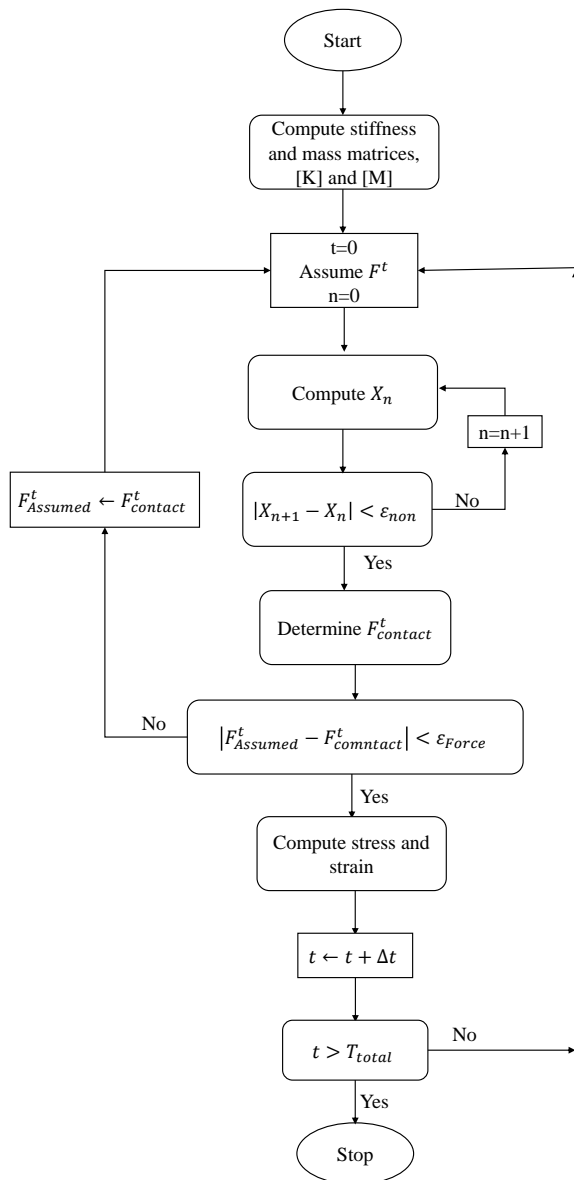 Start
Compute stiffness
and mass matrices,
[K] and [M]
t=0
Assume F^t
n=0
Compute X_n
n=n+1
F^t_Assumed ← F^t_contact
|X_{n+1} − X_n| < ε_non
No
Yes
Determine F^t_contact
No
|F^t_Assumed − F^t_comntact| < ε_Force
Yes
Compute stress and
strain
t ← t + Δt
t > T_total
No
Yes
Stop